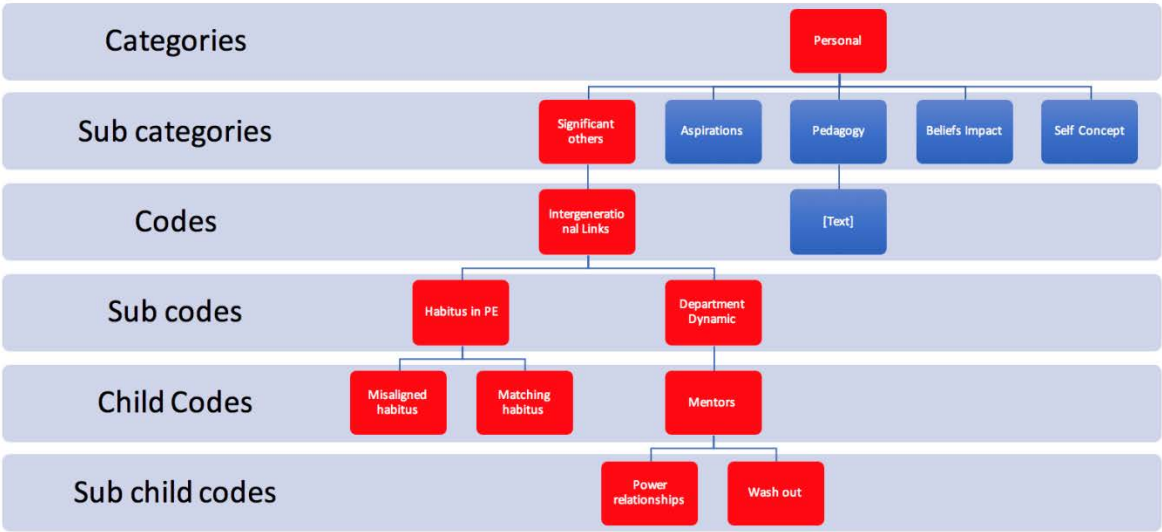 Categories
Personal
Sub categories
Significant
others
Aspirations
Pedagogy
Beliefs Impact
Self Concept
Codes
Intergeneratio
nal Links
[Text]
Sub codes
Habitus in PE
Department
Dynamic
Child Codes
Misaligned
habitus
Matching
habitus
Mentors
Sub child codes
Power
relationships
Wash out